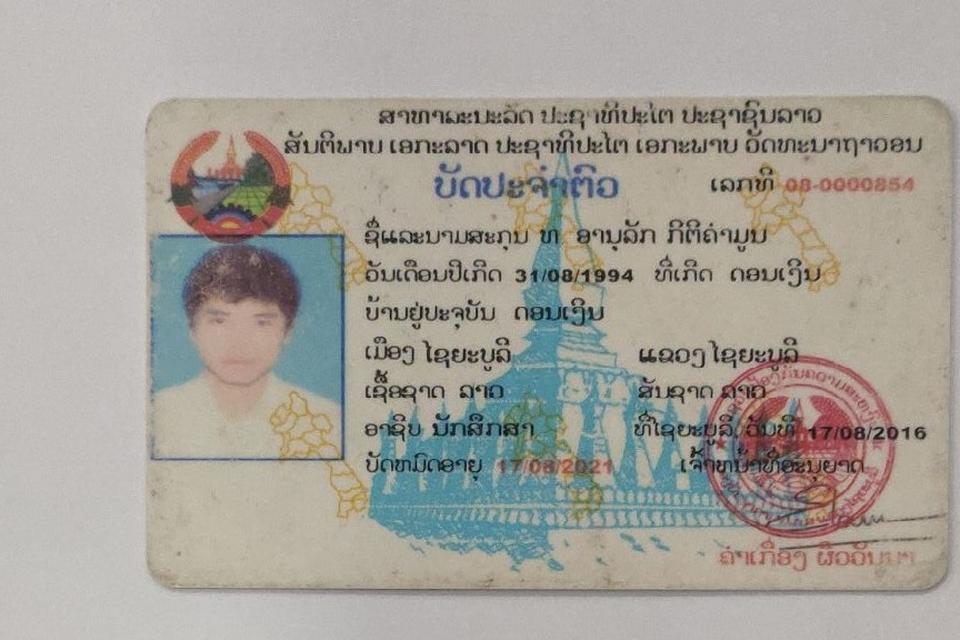 ສາທາລະນະລັດ ປະຊາທິປະໄຕ ປະຊາຊົນລາວ
ສັນຕິພາບ ເອກະລາດ ປະຊາທິປະໄຕ ເອກະພາບ ວັດທະນາຖາວອນ
ບັດປະຈຳຕົວ ເລກທີ 08-0000854
ຊື່ແລະນາມສະກຸນ ທ ອານຸລັກ ກິຕິຄຳມູນ
ວັນເດືອນປີເກີດ 31/08/1994 ທີ່ເກີດ ດອນເງິນ
ບ້ານຢູ່ປະຈຸບັນ ດອນເງິນ
ເມືອງ ໄຊຍະບູລີ ແຂວງ ໄຊຍະບູລີ
ເຊື້ອຊາດ ລາວ ສັນຊາດ ລາວ
ອາຊິບ ນັກສຶກສາ ທີ່ໄຊຍະບູລີ, ວັນທີ 17/08/2016
ບັດຫມົດອາຍຸ 17/08/2021 ເຈົ້າຫນ້າທີ່ອະນຸຍາດ
ຄຳເກື່ອງ